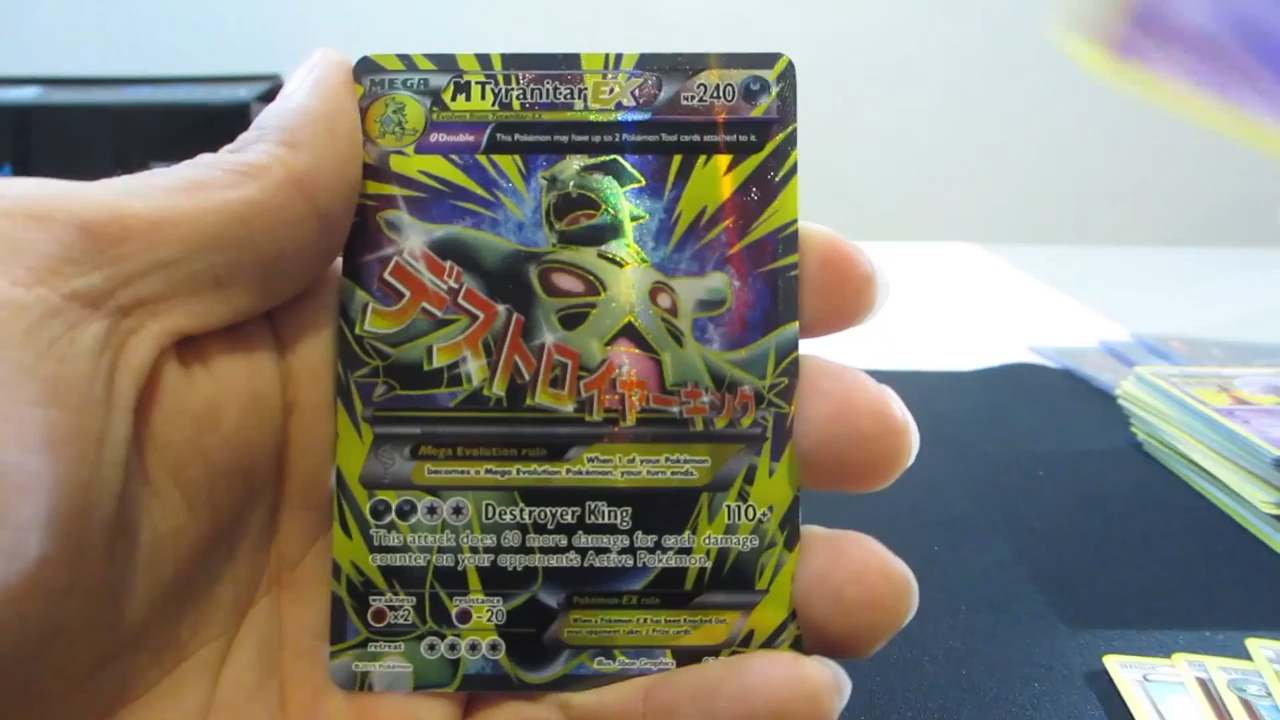 MEGA
M Tyranitar EX HP240
Evolves from Tyranitar-EX
θ Double This Pokémon may have up to 2 Pokémon Tool cards attached to it.
デストロイヤーキング
Mega Evolution rule When 1 of your Pokémon
becomes a Mega Evolution Pokémon, your turn ends.
Destroyer King 110+
This attack does 60 more damage for each damage
counter on your opponent's Active Pokémon.
weakness resistance
×2 -20
Pokémon-EX rule
When a Pokémon-EX has been Knocked Out,
your opponent takes 2 Prize cards.
retreat
©2015 Pokémon Illus. 5ban Graphics